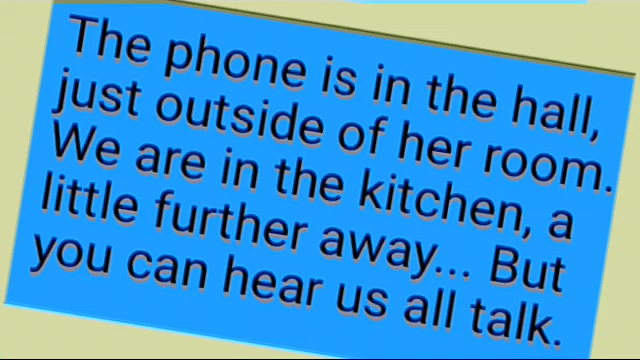 The phone is in the hall,
just outside of her room.
We are in the kitchen, a
little further away... But
you can hear us all talk.